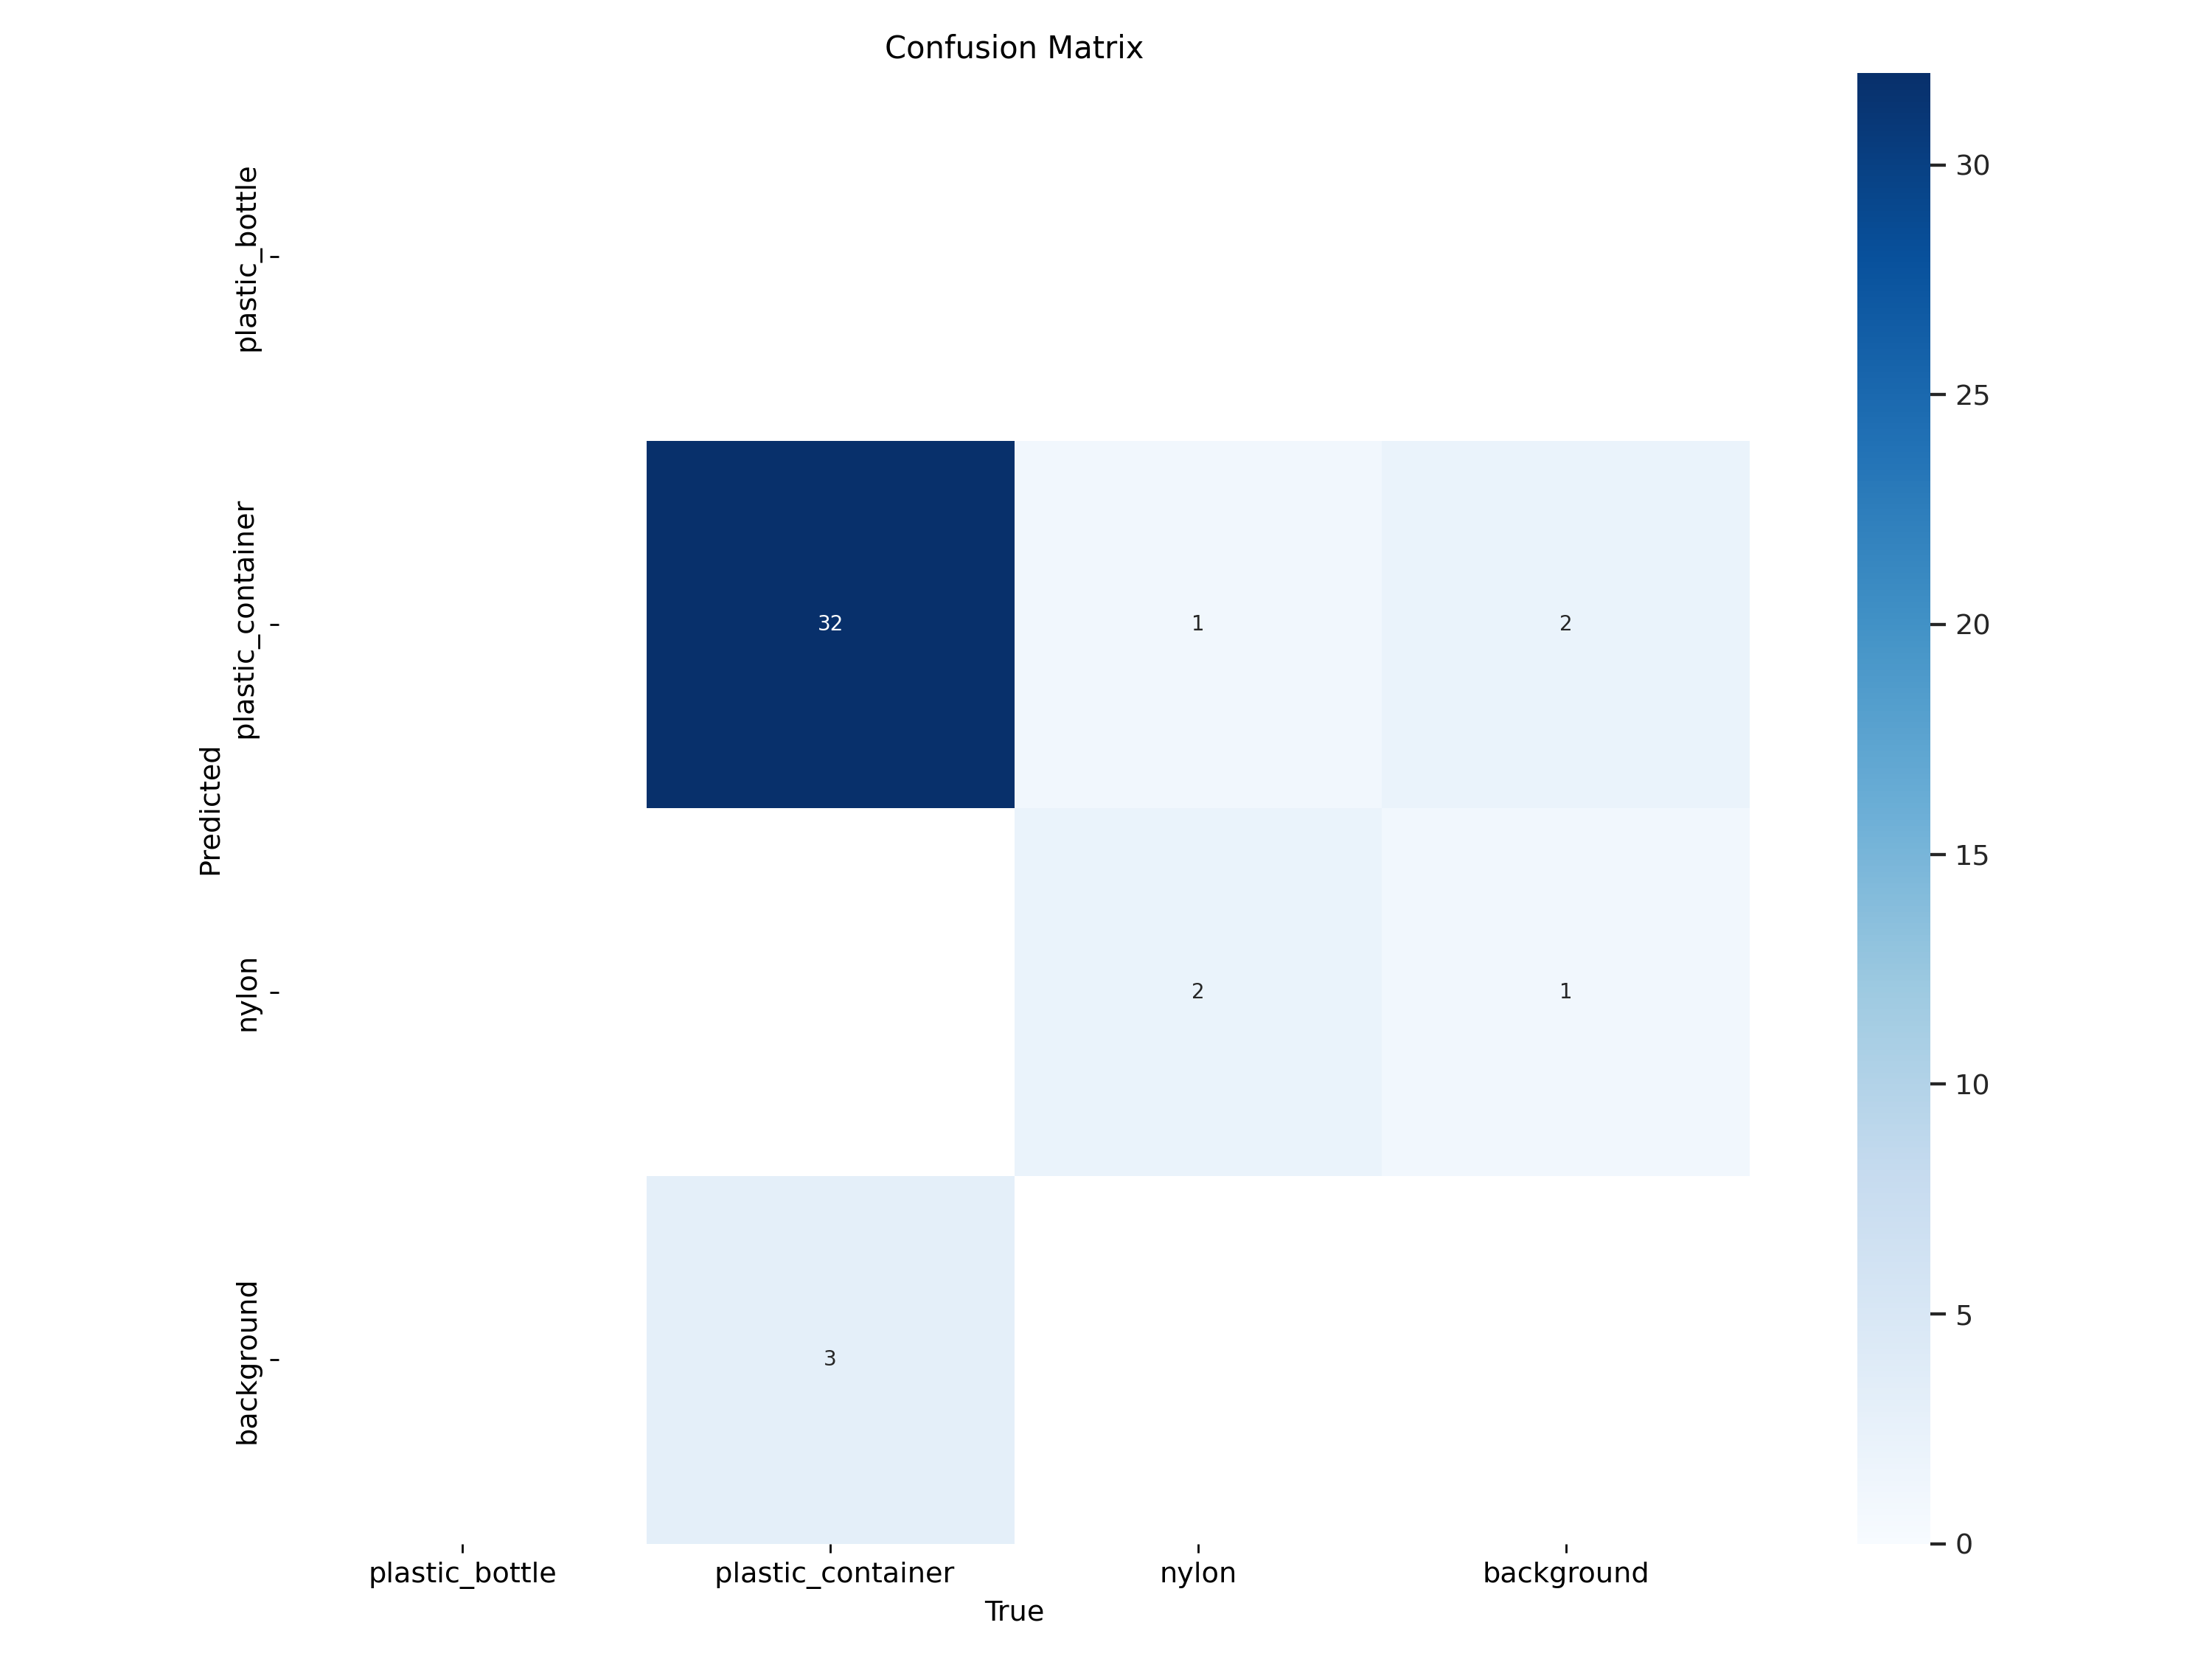 Confusion Matrix
Predicted
plastic_bottle
plastic_container
nylon
background
32
1
2
2
1
3
plastic_bottle
plastic_container
nylon
background
True
30
25
20
15
10
5
0